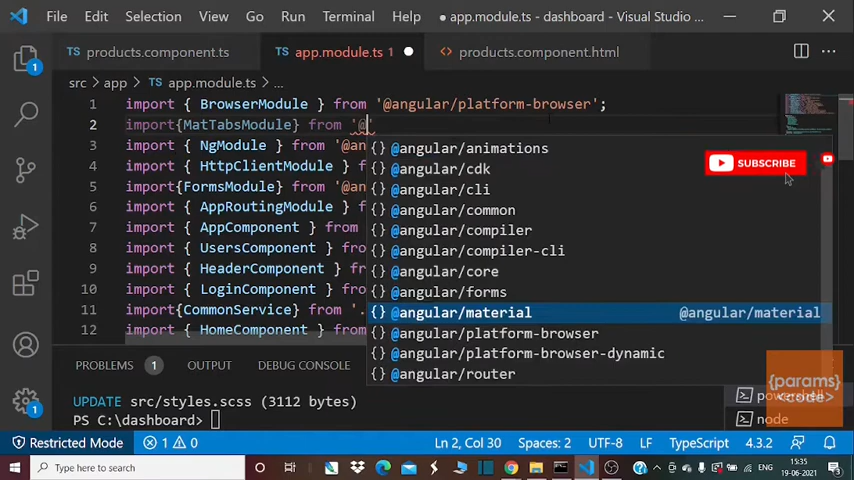 File Edit Selection View Go Run Terminal Help ● app.module.ts - dashboard - Visual Studio ...
products.component.ts app.module.ts 1 ● products.component.html
src > app > app.module.ts > ...
1 import { BrowserModule } from '@angular/platform-browser';
2 import{MatTabsModule} from '@'
3 import { NgModule } from '@an
4 import { HttpClientModule } f
5 import{FormsModule} from '@a
6 import { AppRoutingModule } f
7 import { AppComponent } from
8 import { UsersComponent } fro
9 import { HeaderComponent } fr
10 import { LoginComponent } fro
11 import{CommonService} from '.
12 import { HomeComponent } from
{} @angular/animations
{} @angular/cdk
{} @angular/cli
{} @angular/common
{} @angular/compiler
{} @angular/compiler-cli
{} @angular/core
{} @angular/forms
{} @angular/material @angular/material
{} @angular/platform-browser
{} @angular/platform-browser-dynamic
{} @angular/router
SUBSCRIBE
PROBLEMS 1 OUTPUT DEBUG CONSOLE
UPDATE src/styles.scss (3112 bytes)
PS C:\dashboard>
node
{params}
<code>
1
1
Restricted Mode 1 0 Ln 2, Col 30 Spaces: 2 UTF-8 LF TypeScript 4.3.2
Type here to search
ENG
15:35
19-06-2021
3